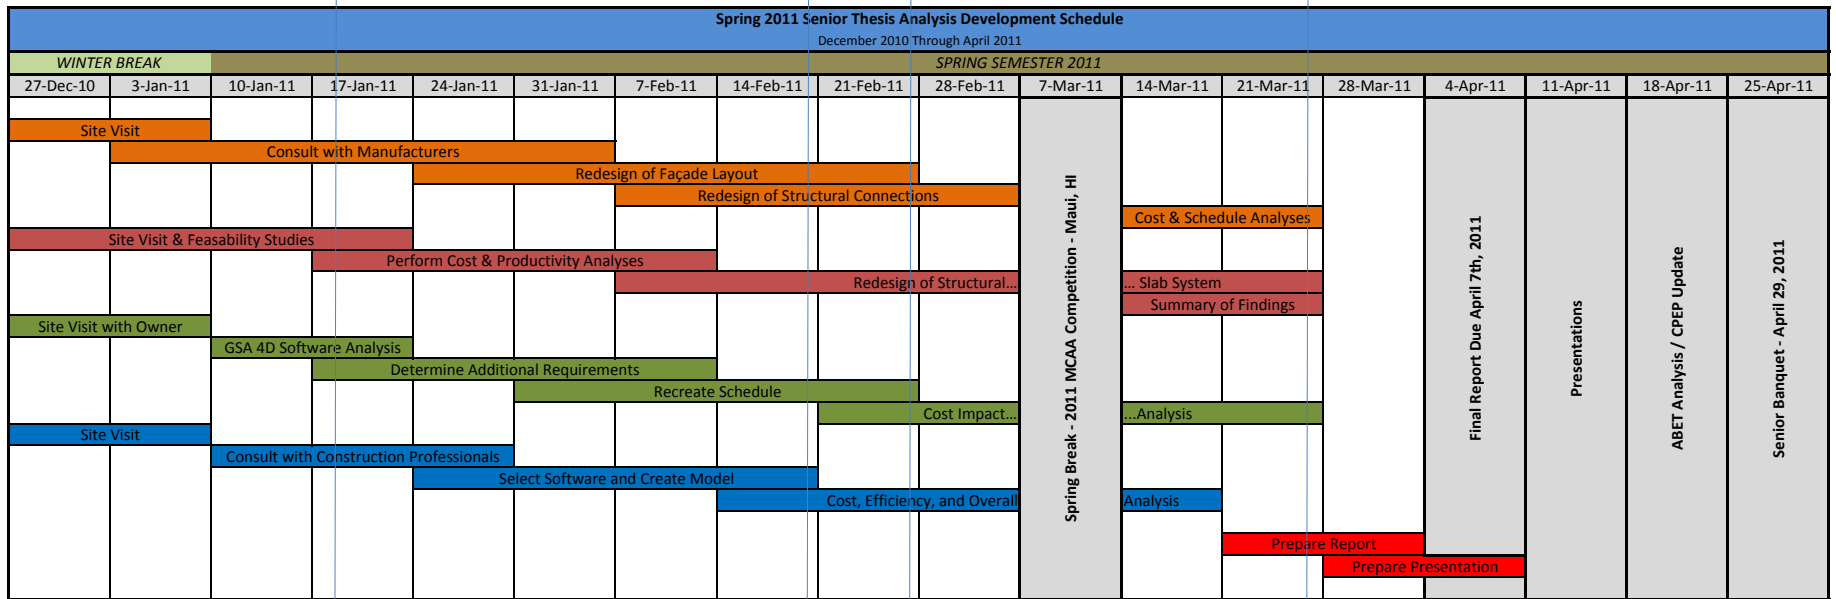 Spring 2011 Senior Thesis Analysis Development Schedule
December 2010 Through April 2011
WINTER BREAK SPRING SEMESTER 2011
27-Dec-10 3-Jan-11 10-Jan-11 17-Jan-11 24-Jan-11 31-Jan-11 7-Feb-11 14-Feb-11 21-Feb-11 28-Feb-11 7-Mar-11 14-Mar-11 21-Mar-11 28-Mar-11 4-Apr-11 11-Apr-11 18-Apr-11 25-Apr-11
Site Visit
Consult with Manufacturers
Redesign of Façade Layout
Redesign of Structural Connections
Cost & Schedule Analyses
Site Visit & Feasability Studies
Perform Cost & Productivity Analyses
Redesign of Structural... ... Slab System
Summary of Findings
Site Visit with Owner
GSA 4D Software Analysis
Determine Additional Requirements
Recreate Schedule
Cost Impact... ...Analysis
Site Visit
Consult with Construction Professionals
Select Software and Create Model
Cost, Efficiency, and Overall Analysis
Prepare Report
Prepare Presentation
Spring Break - 2011 MCAA Competition - Maui, HI
Final Report Due April 7th, 2011
Presentations
ABET Analysis / CPEP Update
Senior Banquet - April 29, 2011